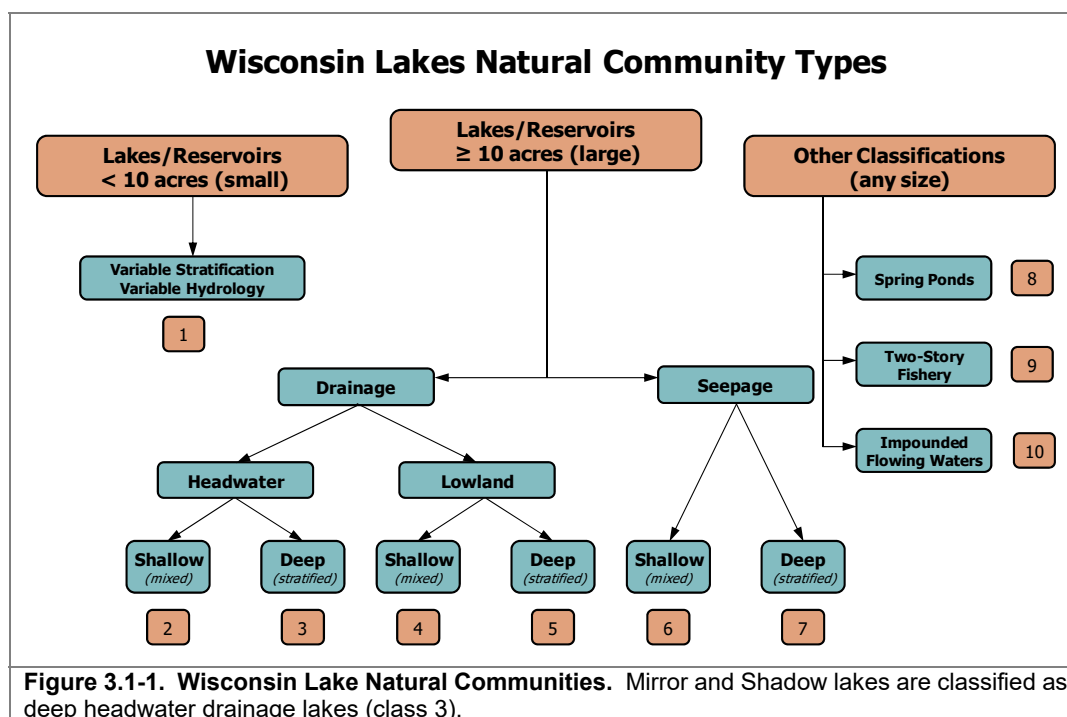 Wisconsin Lakes Natural Community Types
Lakes/Reservoirs
< 10 acres (small)
Lakes/Reservoirs
≥ 10 acres (large)
Other Classifications
(any size)
Variable Stratification
Variable Hydrology
1
Spring Ponds
8
Two-Story
Fishery
9
Impounded
Flowing Waters
10
Drainage
Seepage
Headwater
Lowland
Shallow
(mixed)
Deep
(stratified)
Shallow
(mixed)
Deep
(stratified)
Shallow
(mixed)
Deep
(stratified)
2
3
4
5
6
7
Figure 3.1-1. Wisconsin Lake Natural Communities. Mirror and Shadow lakes are classified as
deep headwater drainage lakes (class 3).